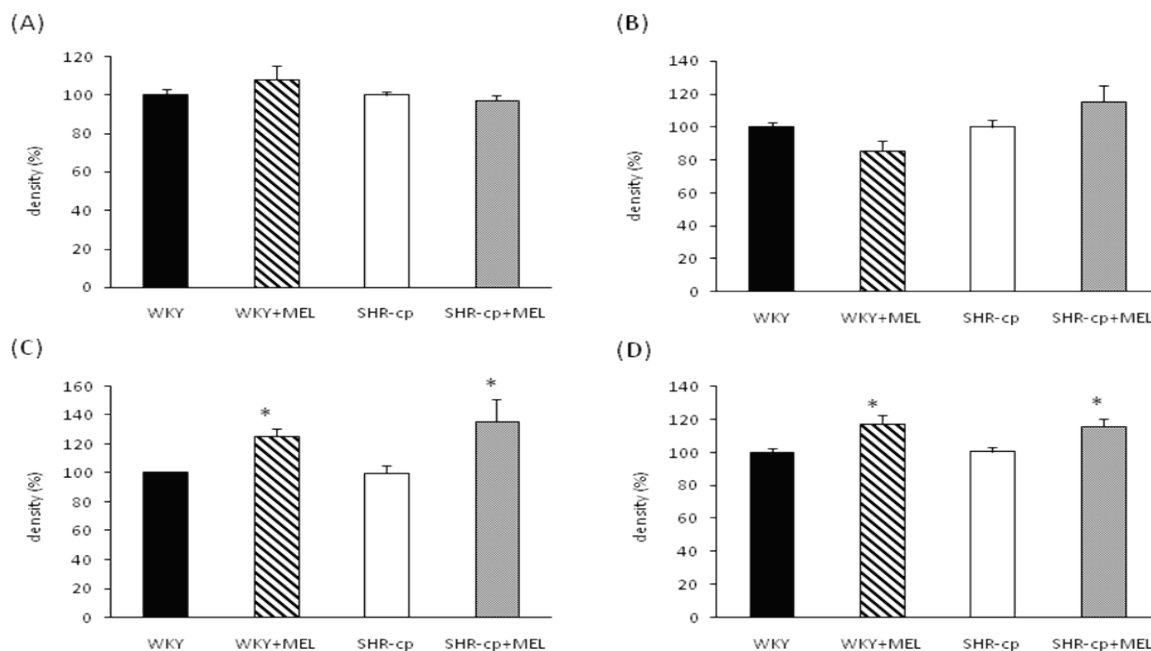 (A)
density (%)
120
100
80
60
40
20
0
WKY WKY+MEL SHR-cp SHR-cp+MEL
(B)
density (%)
140
120
100
80
60
40
20
0
WKY WKY+MEL SHR-cp SHR-cp+MEL
(C)
density (%)
160
140
120
100
80
60
40
20
0
* *
WKY WKY+MEL SHR-cp SHR-cp+MEL
(D)
density (%)
140
120
100
80
60
40
20
0
* *
WKY WKY+MEL SHR-cp SHR-cp+MEL